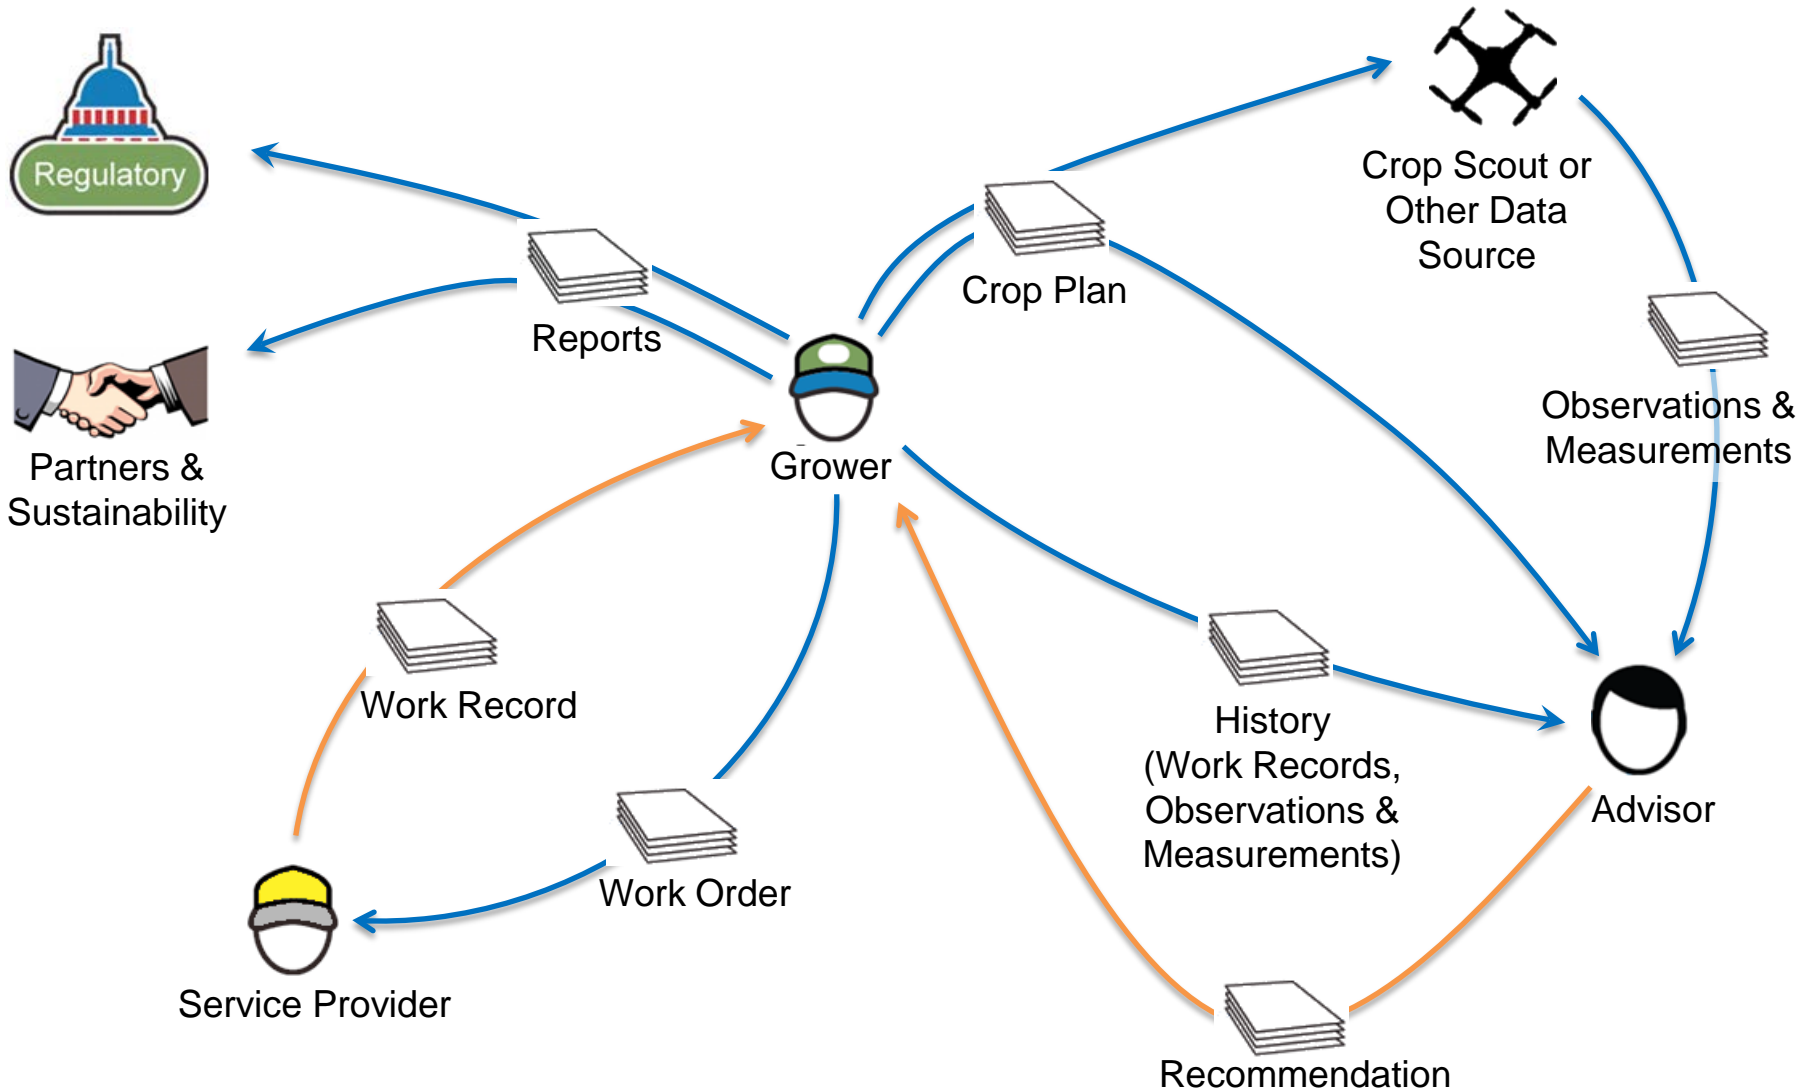 Regulatory
Crop Scout or
Other Data
Source
Crop Plan
Reports
Observations &
Measurements
Partners &
Sustainability
Grower
Work Record
History
(Work Records,
Observations &
Measurements)
Advisor
Work Order
Service Provider
Recommendation